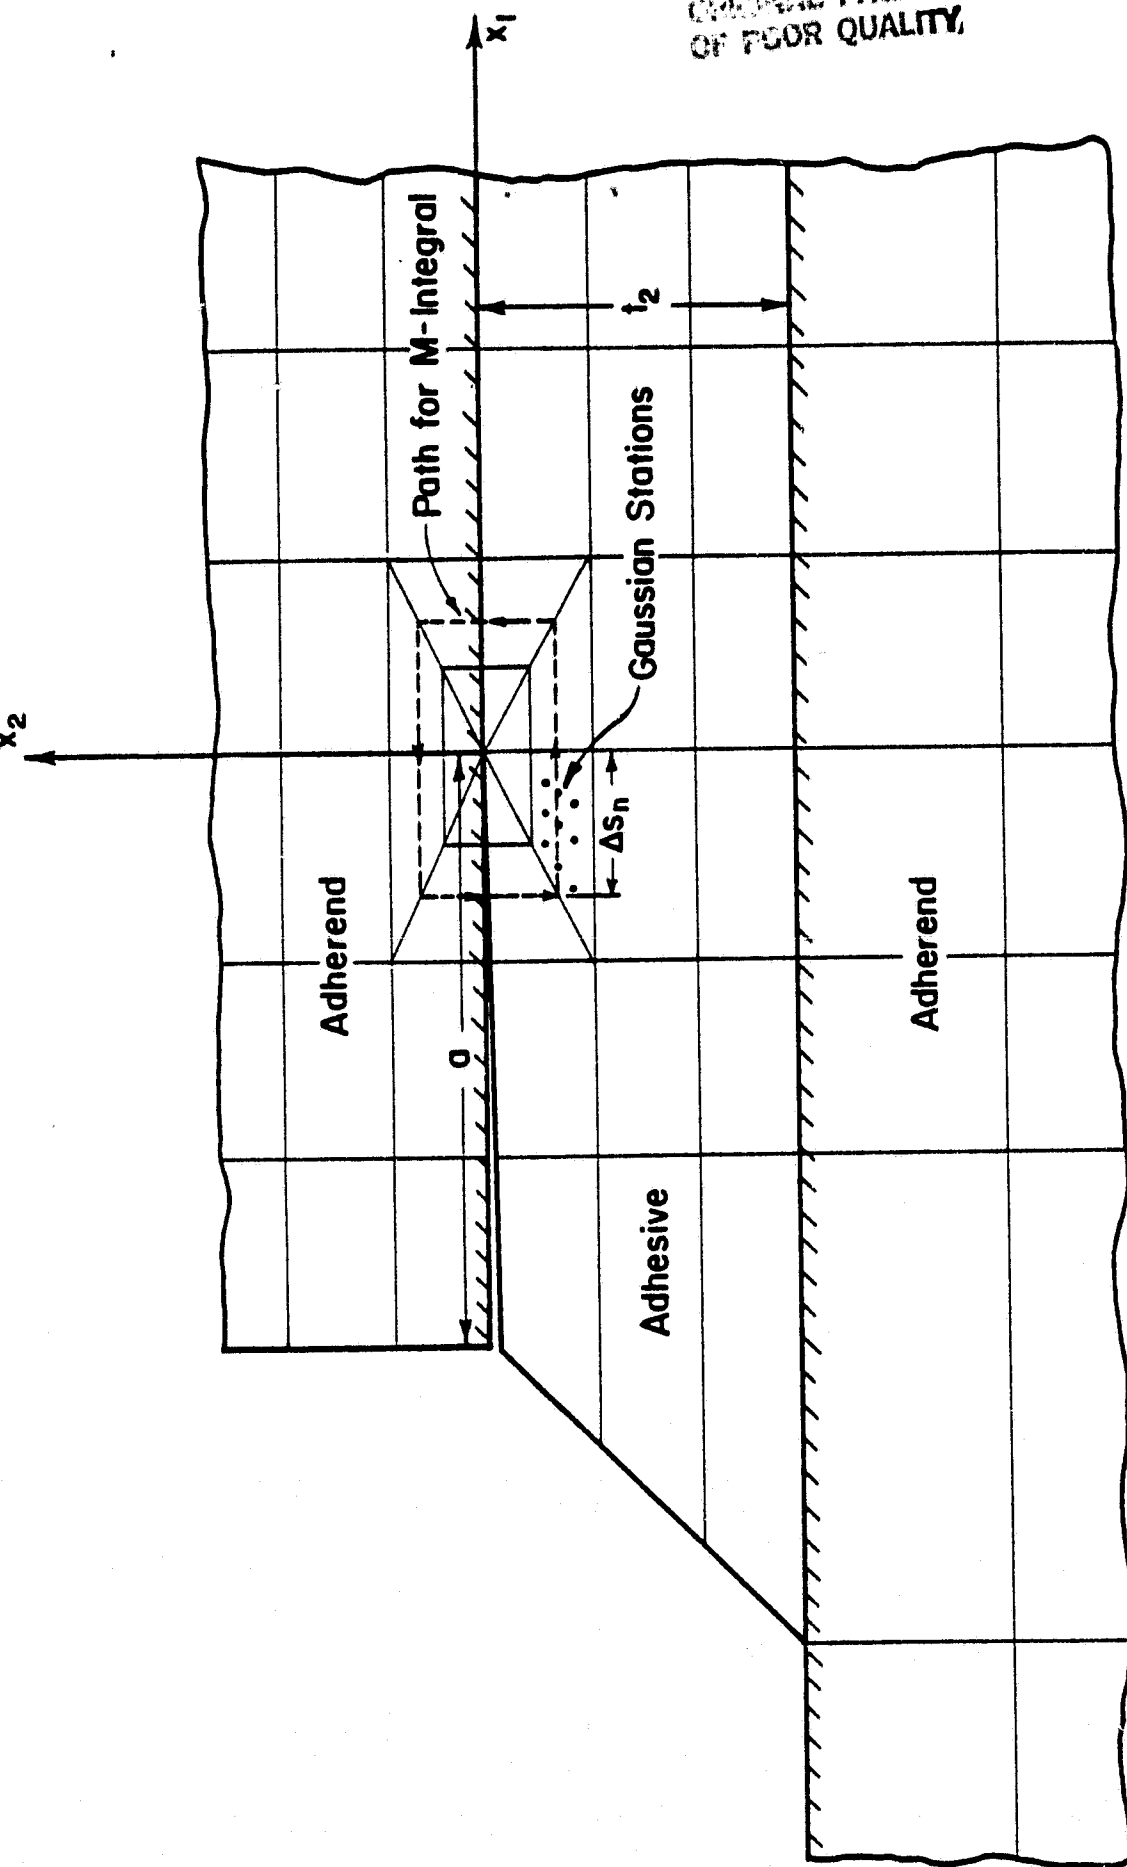 OF POOR QUALITY
x₁
x₂
Path for M-Integral
t₂
Gaussian Stations
Δsₙ
Adherend
a
Adhesive
Adherend